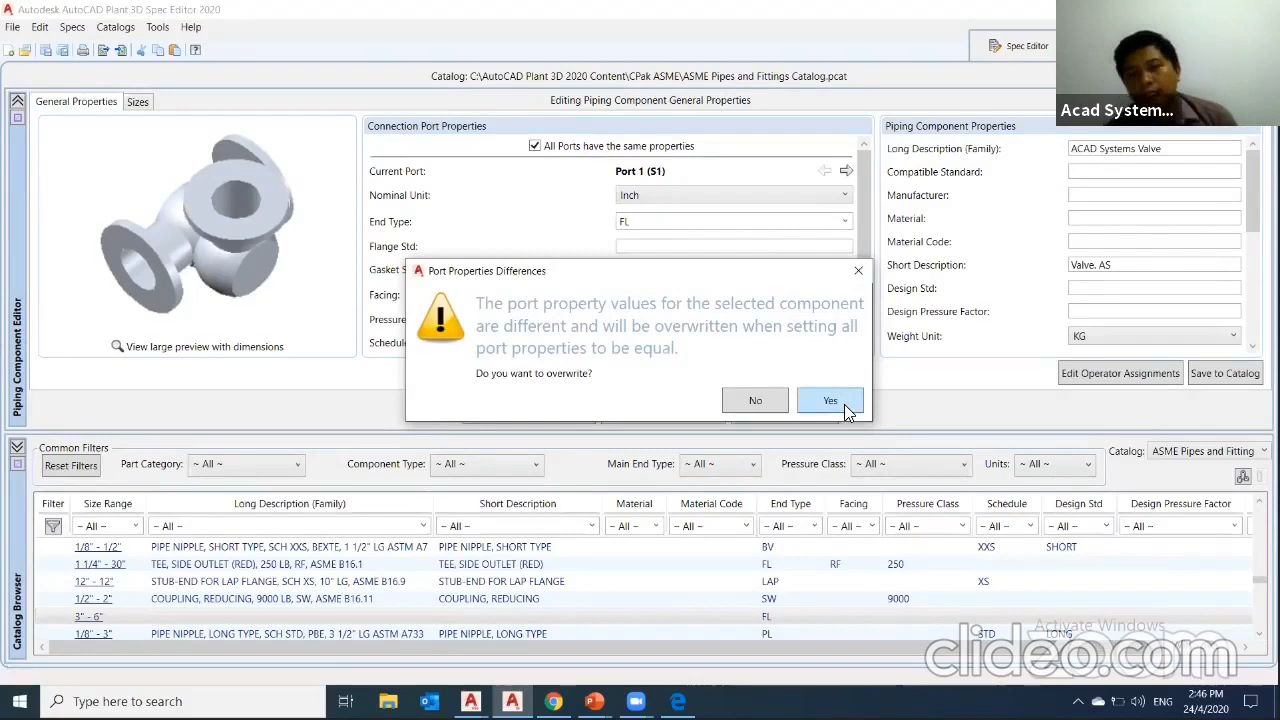 Autodesk AutoCAD Plant 3D Spec Editor 2020
File Edit Specs Catalogs Tools Help
Spec Editor
Acad System...
Catalog: C:\AutoCAD Plant 3D 2020 Content\CPak ASME\ASME Pipes and Fittings Catalog.pcat
General Properties Sizes Editing Piping Component General Properties
Piping Component Editor
View large preview with dimensions
Connection Port Properties
All Ports have the same properties
Current Port: Port 1 (S1)
Nominal Unit: Inch
End Type: FL
Flange Std:
Gasket S
Facing:
Pressure
Schedul
Piping Component Properties
Long Description (Family): ACAD Systems Valve
Compatible Standard:
Manufacturer:
Material:
Material Code:
Short Description: Valve, AS
Design Std:
Design Pressure Factor:
Weight Unit: KG
Edit Operator Assignments Save to Catalog
Port Properties Differences
The port property values for the selected component
are different and will be overwritten when setting all
port properties to be equal.
Do you want to overwrite?
No Yes
Catalog Browser
Common Filters
Catalog: ASME Pipes and Fitting
Reset Filters Part Category: ~ All ~ Component Type: ~ All ~ Main End Type: ~ All ~ Pressure Class: ~ All ~ Units: ~ All ~
Filter Size Range Long Description (Family) Short Description Material Material Code End Type Facing Pressure Class Schedule Design Std Design Pressure Factor
~ All ~ ~ All ~ ~ All ~ ~ All ~ ~ All ~ ~ All ~ ~ All ~ ~ All ~ ~ All ~ ~ All ~ ~ All ~
1/8" - 1/2" PIPE NIPPLE, SHORT TYPE, SCH XXS, BEXTE, 1 1/2" LG ASTM A7 PIPE NIPPLE, SHORT TYPE BV XXS SHORT
1 1/4" - 30" TEE, SIDE OUTLET (RED), 250 LB, RF, ASME B16.1 TEE, SIDE OUTLET (RED) FL RF 250
12" - 12" STUB-END FOR LAP FLANGE, SCH XS, 10" LG, ASME B16.9 STUB-END FOR LAP FLANGE LAP XS
1/2" - 2" COUPLING, REDUCING, 9000 LB, SW, ASME B16.11 COUPLING, REDUCING SW 9000
3" - 6" FL
1/8" - 3" PIPE NIPPLE, LONG TYPE, SCH STD, PBE, 3 1/2" LG ASTM A733 PIPE NIPPLE, LONG TYPE PL STD LONG
Activate Windows
clideo.com
Type here to search
ENG
2:46 PM
24/4/2020